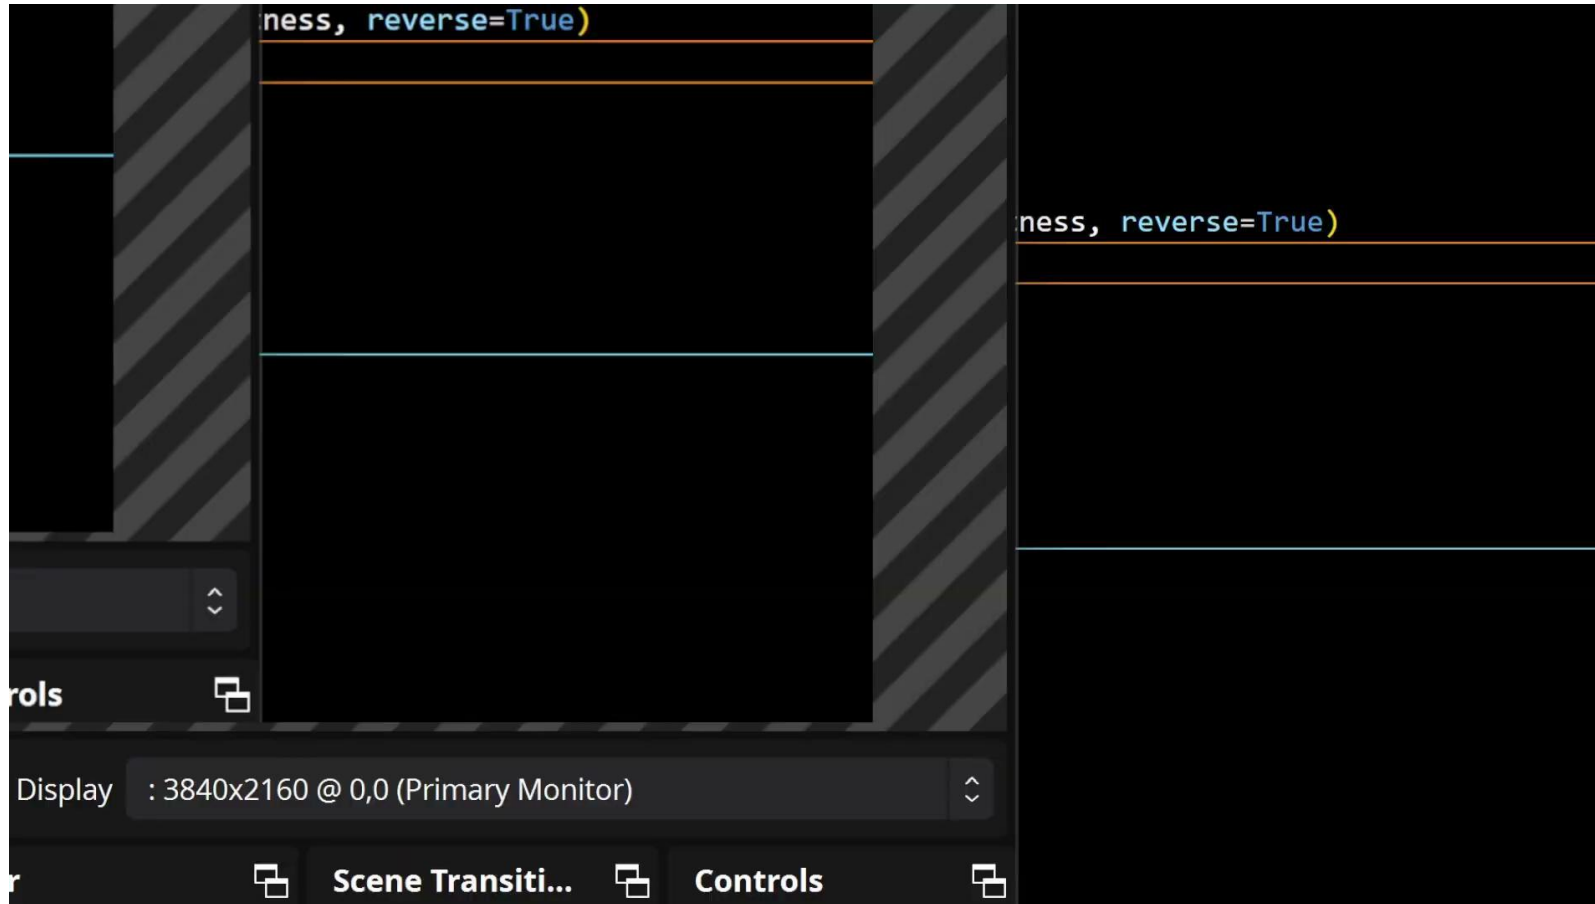 ness, reverse=True)
ness, reverse=True)
rols
Display : 3840x2160 @ 0,0 (Primary Monitor)
r Scene Transiti... Controls